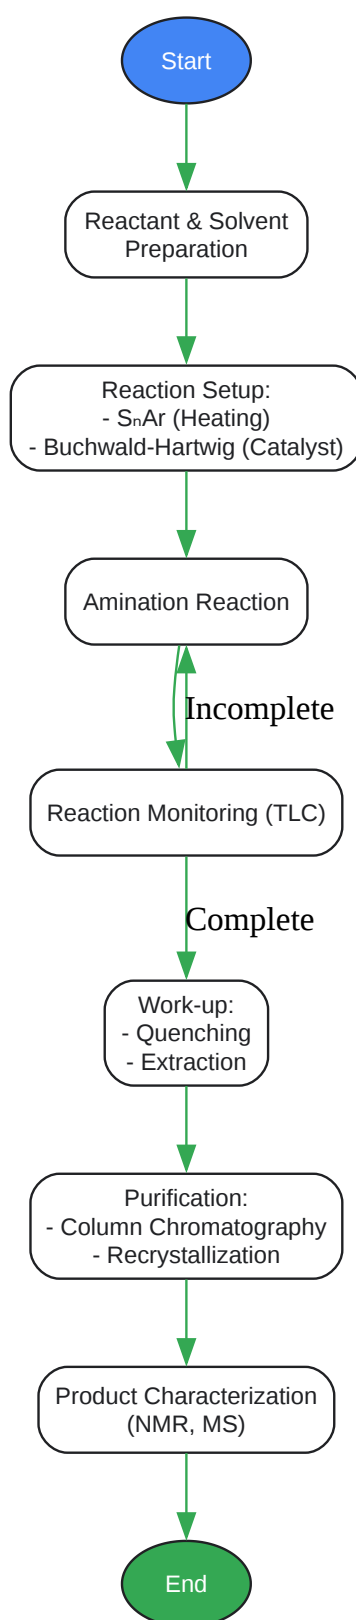 Start
Reactant & Solvent
Preparation
Reaction Setup:
- SₙAr (Heating)
- Buchwald-Hartwig (Catalyst)
Amination Reaction
Incomplete
Reaction Monitoring (TLC)
Complete
Work-up:
- Quenching
- Extraction
Purification:
- Column Chromatography
- Recrystallization
Product Characterization
(NMR, MS)
End